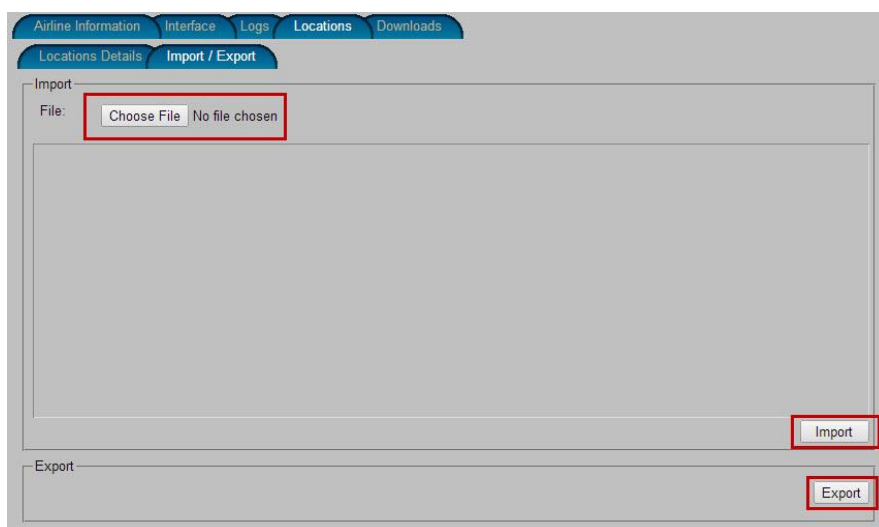 Airline Information Interface Logs Locations Downloads
Locations Details Import / Export
Import
File: Choose File No file chosen
Import
Export
Export